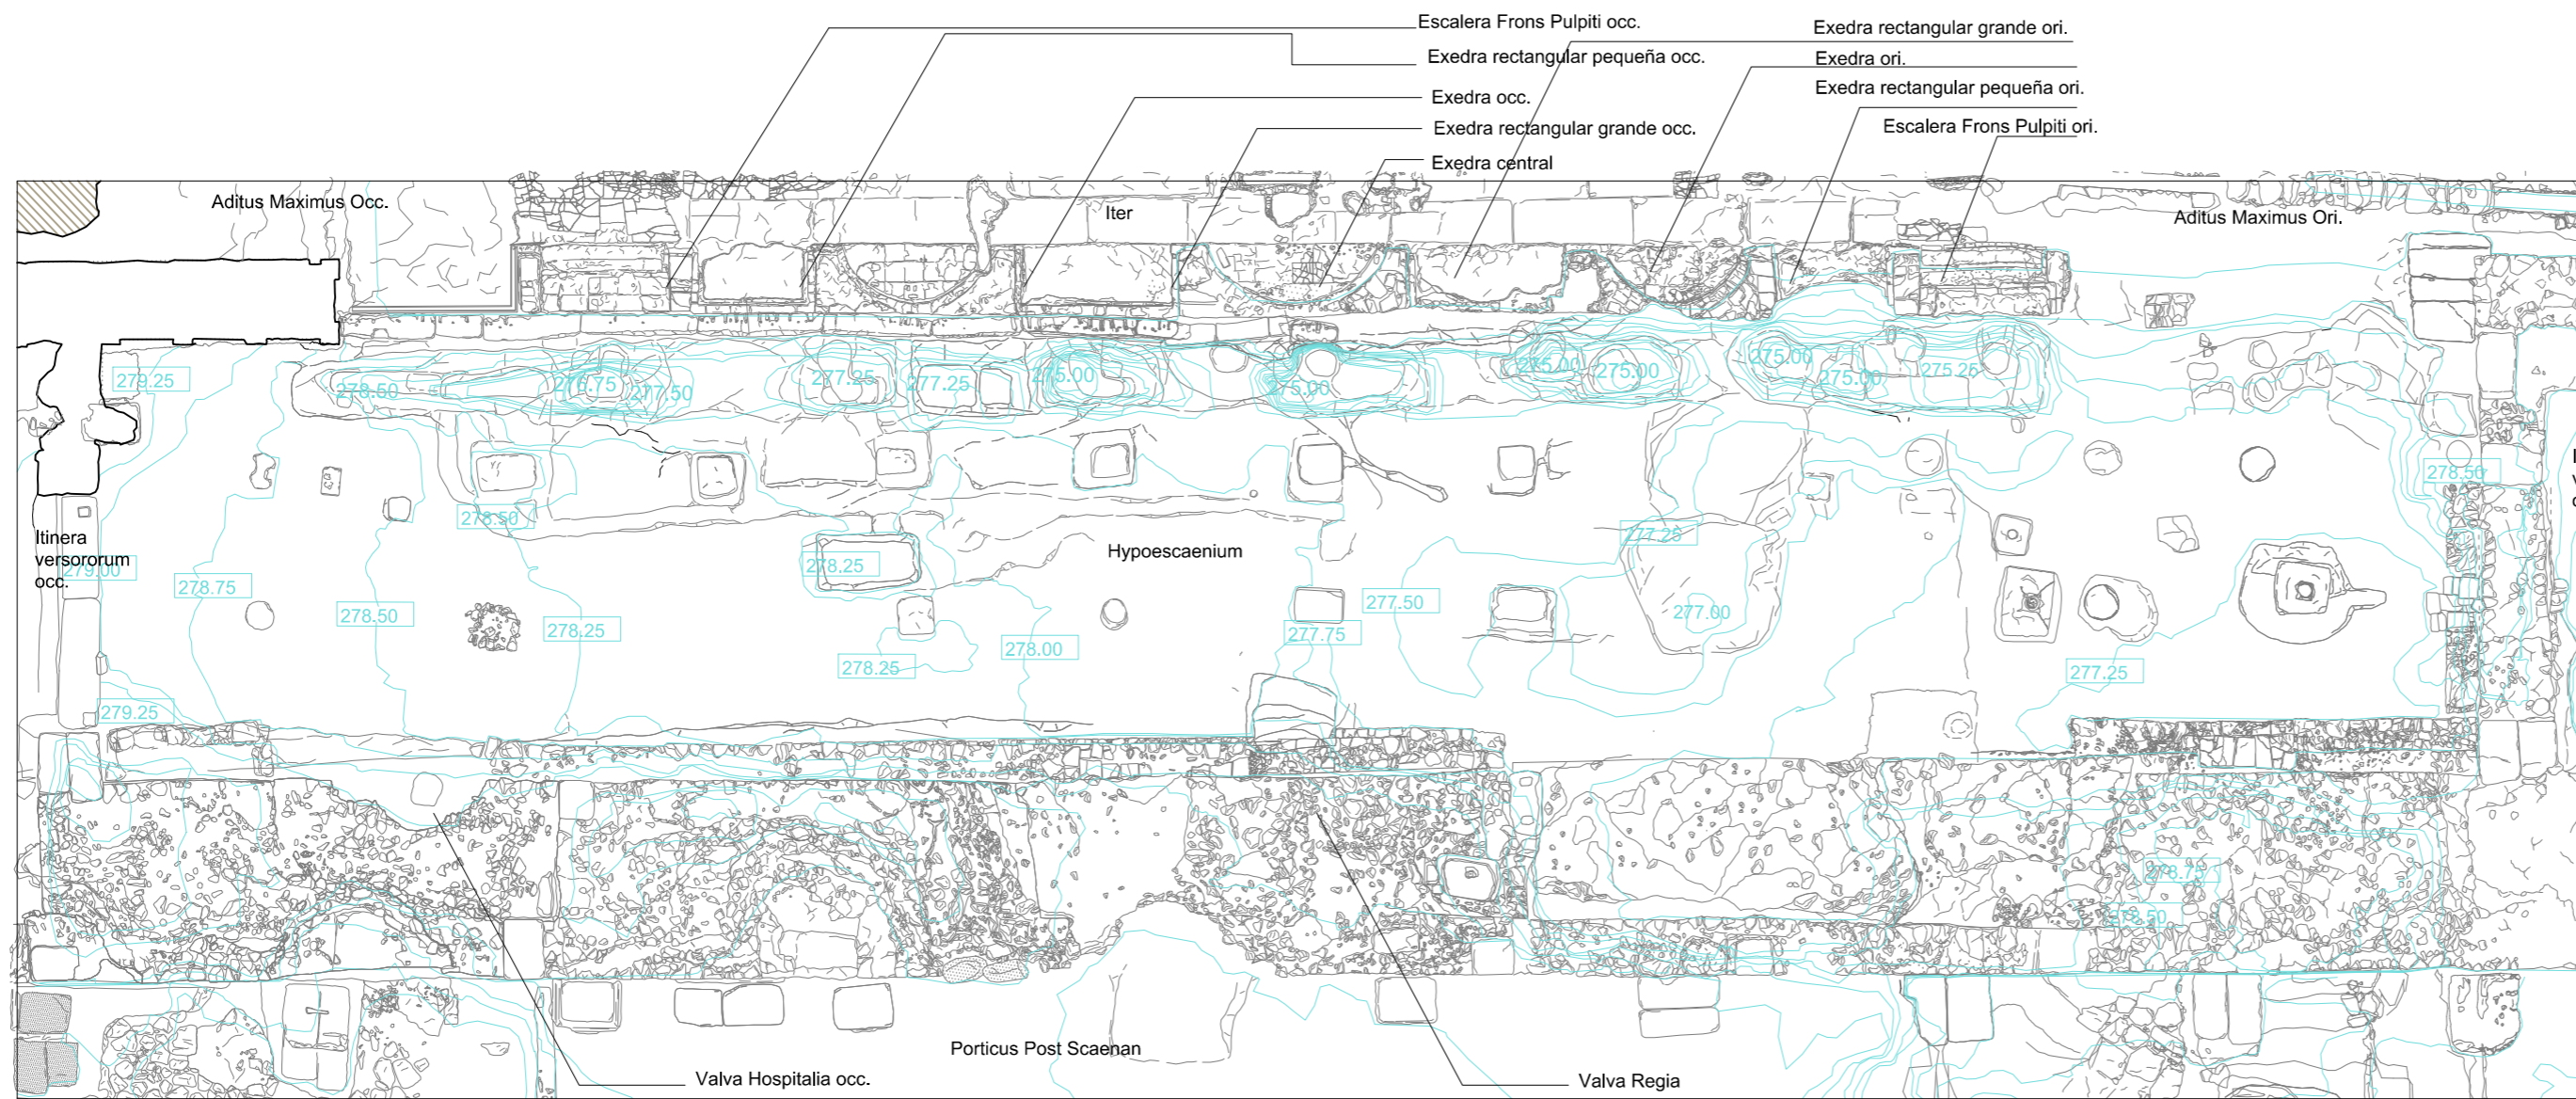 Escalera Frons Pulpiti occ.
Exedra rectangular grande ori.
Exedra rectangular pequeña occ.
Exedra ori.
Exedra rectangular pequeña ori.
Exedra occ.
Exedra rectangular grande occ.
Escalera Frons Pulpiti ori.
Exedra central
Aditus Maximus Occ.
Iter
Aditus Maximus Ori.
279.25
278.50
276.75
277.50
277.25
277.25
275.00
275.00
275.00
275.00
275.00
275.00
275.25
278.50
278.50
277.25
Itinera
versororum
occ.
279.00
278.75
278.50
278.25
278.25
Hypoescaenium
278.25
278.00
277.75
277.50
277.00
277.25
279.25
278.75
278.50
Porticus Post Scaenan
Valva Hospitalia occ.
Valva Regia